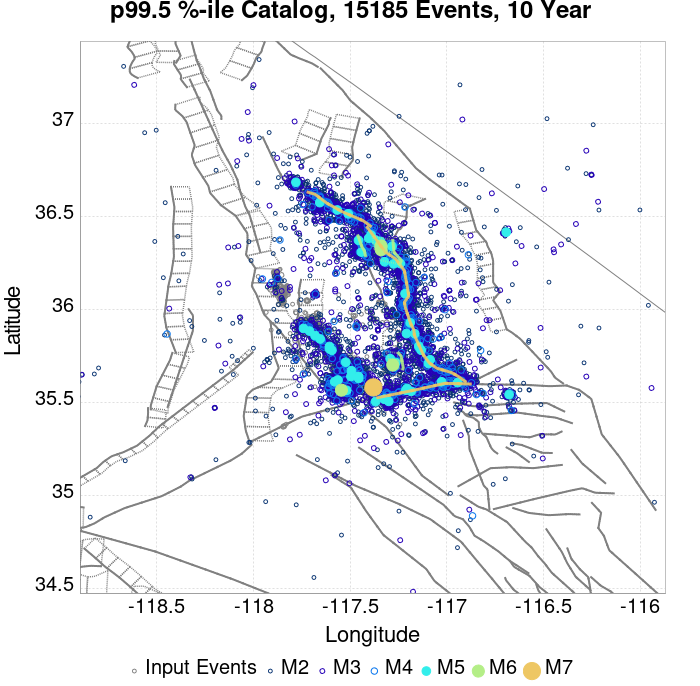 p99.5 %-ile Catalog, 15185 Events, 10 Year
37
36.5
36
35.5
35
34.5
Latitude
-118.5 -118 -117.5 -117 -116.5 -116
Longitude
Input Events M2 M3 M4 M5 M6 M7